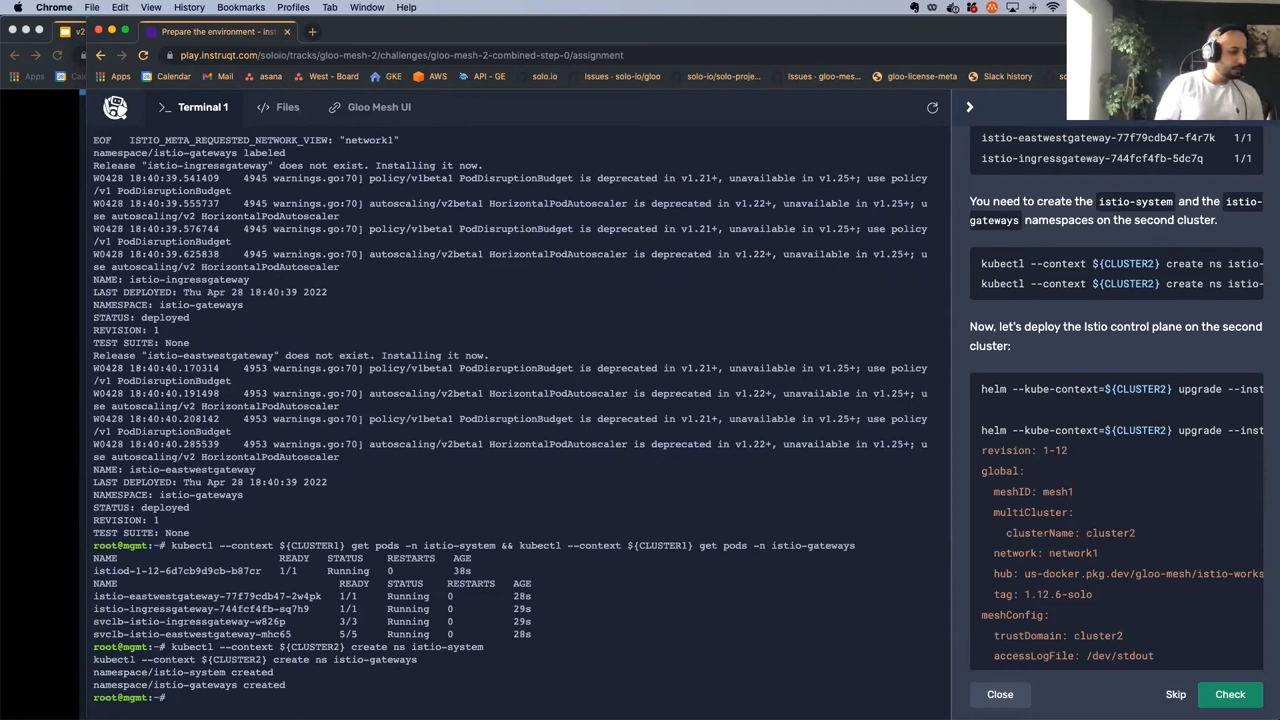 Chrome File Edit View History Bookmarks Profiles Tab Window Help
v2
Prepare the environment - inst
play.instruqt.com/soloio/tracks/gloo-mesh-2/challenges/gloo-mesh-2-combined-step-0/assignment
Apps
Apps Calendar Mail asana West - Board GKE AWS API - GE solo.io Issues · solo-io/gloo solo-io/solo-proje... Issues · gloo-mes... gloo-license-meta Slack history
Terminal 1 Files Gloo Mesh UI
EOF   ISTIO_META_REQUESTED_NETWORK_VIEW: "network1"
namespace/istio-gateways labeled
Release "istio-ingressgateway" does not exist. Installing it now.
W0428 18:40:39.541409    4945 warnings.go:70] policy/v1beta1 PodDisruptionBudget is deprecated in v1.21+, unavailable in v1.25+; use policy
/v1 PodDisruptionBudget
W0428 18:40:39.555737    4945 warnings.go:70] autoscaling/v2beta1 HorizontalPodAutoscaler is deprecated in v1.22+, unavailable in v1.25+; u
se autoscaling/v2 HorizontalPodAutoscaler
W0428 18:40:39.576744    4945 warnings.go:70] policy/v1beta1 PodDisruptionBudget is deprecated in v1.21+, unavailable in v1.25+; use policy
/v1 PodDisruptionBudget
W0428 18:40:39.625838    4945 warnings.go:70] autoscaling/v2beta1 HorizontalPodAutoscaler is deprecated in v1.22+, unavailable in v1.25+; u
se autoscaling/v2 HorizontalPodAutoscaler
NAME: istio-ingressgateway
LAST DEPLOYED: Thu Apr 28 18:40:39 2022
NAMESPACE: istio-gateways
STATUS: deployed
REVISION: 1
TEST SUITE: None
Release "istio-eastwestgateway" does not exist. Installing it now.
W0428 18:40:40.170314    4953 warnings.go:70] policy/v1beta1 PodDisruptionBudget is deprecated in v1.21+, unavailable in v1.25+; use policy
/v1 PodDisruptionBudget
W0428 18:40:40.191498    4953 warnings.go:70] autoscaling/v2beta1 HorizontalPodAutoscaler is deprecated in v1.22+, unavailable in v1.25+; u
se autoscaling/v2 HorizontalPodAutoscaler
W0428 18:40:40.208142    4953 warnings.go:70] policy/v1beta1 PodDisruptionBudget is deprecated in v1.21+, unavailable in v1.25+; use policy
/v1 PodDisruptionBudget
W0428 18:40:40.285539    4953 warnings.go:70] autoscaling/v2beta1 HorizontalPodAutoscaler is deprecated in v1.22+, unavailable in v1.25+; u
se autoscaling/v2 HorizontalPodAutoscaler
NAME: istio-eastwestgateway
LAST DEPLOYED: Thu Apr 28 18:40:39 2022
NAMESPACE: istio-gateways
STATUS: deployed
REVISION: 1
TEST SUITE: None
root@mgmt:~# kubectl --context ${CLUSTER1} get pods -n istio-system && kubectl --context ${CLUSTER1} get pods -n istio-gateways
NAME READY STATUS RESTARTS AGE
istiod-1-12-6d7cb9d9cb-b87cr 1/1 Running 0 38s
NAME READY STATUS RESTARTS AGE
istio-eastwestgateway-77f79cdb47-2w4pk 1/1 Running 0 28s
istio-ingressgateway-744fcf4fb-sq7h9 1/1 Running 0 29s
svclb-istio-ingressgateway-w826p 3/3 Running 0 29s
svclb-istio-eastwestgateway-mhc65 5/5 Running 0 28s
root@mgmt:~# kubectl --context ${CLUSTER2} create ns istio-system
kubectl --context ${CLUSTER2} create ns istio-gateways
namespace/istio-system created
namespace/istio-gateways created
root@mgmt:~#
istio-eastwestgateway-77f79cdb47-f4r7k 1/1
istio-ingressgateway-744fcf4fb-5dc7q 1/1
You need to create the istio-system and the istio-
gateways namespaces on the second cluster.
kubectl --context ${CLUSTER2} create ns istio-
kubectl --context ${CLUSTER2} create ns istio-
Now, let's deploy the Istio control plane on the second
cluster:
helm --kube-context=${CLUSTER2} upgrade --inst
helm --kube-context=${CLUSTER2} upgrade --inst
revision: 1-12
global:
meshID: mesh1
multiCluster:
clusterName: cluster2
network: network1
hub: us-docker.pkg.dev/gloo-mesh/istio-works
tag: 1.12.6-solo
meshConfig:
trustDomain: cluster2
accessLogFile: /dev/stdout
Close Skip Check